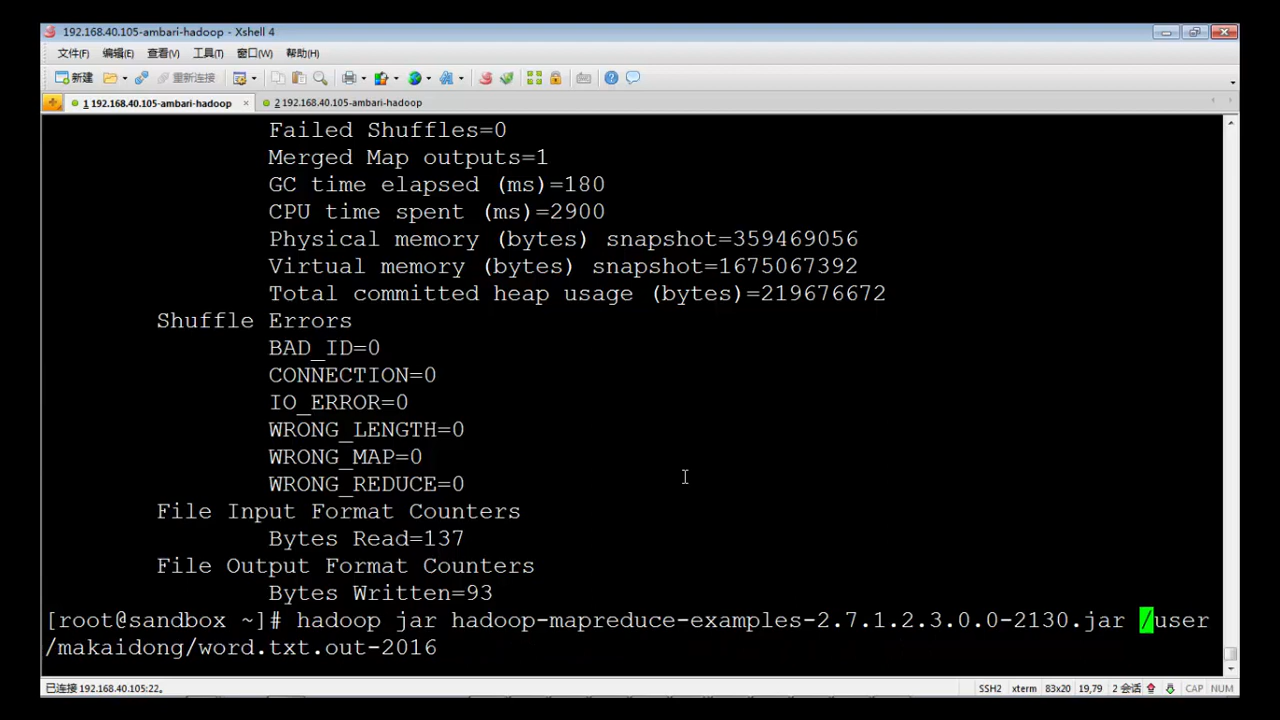 192.168.40.105-ambari-hadoop - Xshell 4
文件(F) 编辑(E) 查看(V) 工具(T) 窗口(W) 帮助(H)
新建 重新连接
1 192.168.40.105-ambari-hadoop × 2 192.168.40.105-ambari-hadoop
Failed Shuffles=0
Merged Map outputs=1
GC time elapsed (ms)=180
CPU time spent (ms)=2900
Physical memory (bytes) snapshot=359469056
Virtual memory (bytes) snapshot=1675067392
Total committed heap usage (bytes)=219676672
Shuffle Errors
BAD_ID=0
CONNECTION=0
IO_ERROR=0
WRONG_LENGTH=0
WRONG_MAP=0
WRONG_REDUCE=0
File Input Format Counters
Bytes Read=137
File Output Format Counters
Bytes Written=93
[root@sandbox ~]# hadoop jar hadoop-mapreduce-examples-2.7.1.2.3.0.0-2130.jar /user
/makaidong/word.txt.out-2016
已连接 192.168.40.105:22。 SSH2 xterm 83x20 19,79 2 会话 CAP NUM